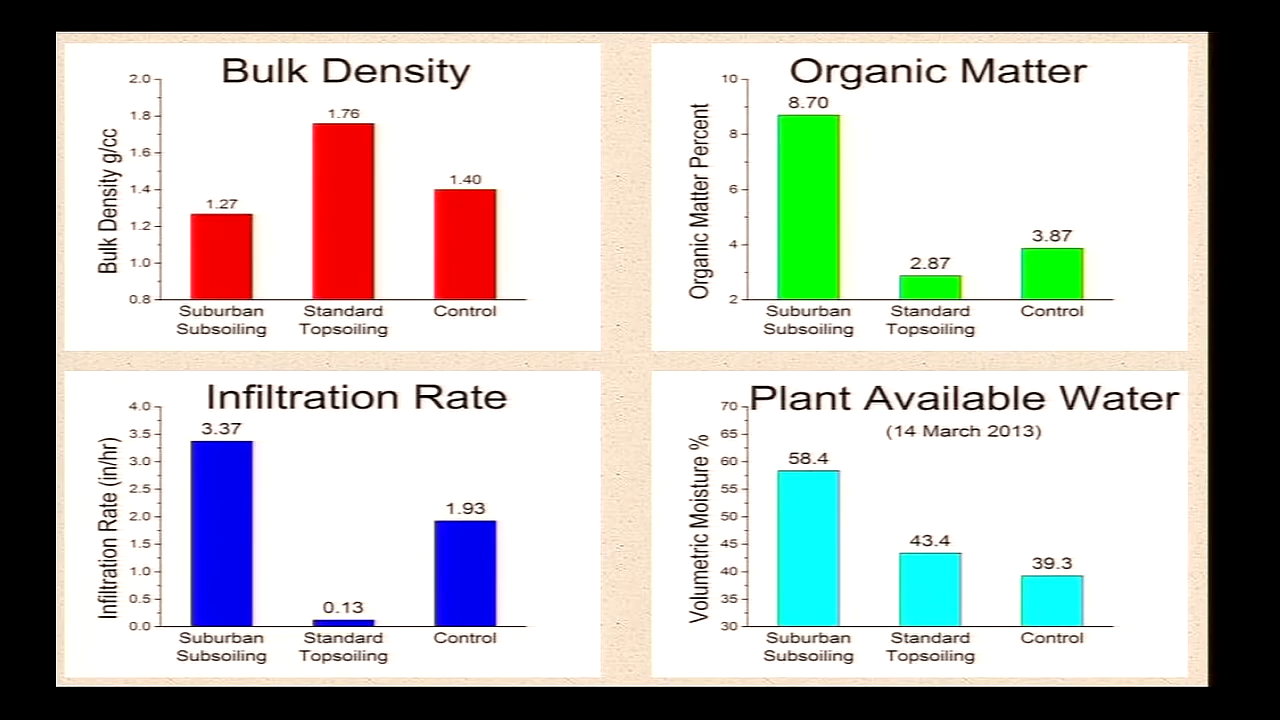 Bulk Density
Bulk Density g/cc
2.0
1.8
1.6
1.4
1.2
1.0
0.8
1.27
1.76
1.40
Suburban
Subsoiling
Standard
Topsoiling
Control
Organic Matter
Organic Matter Percent
10
8
6
4
2
8.70
2.87
3.87
Suburban
Subsoiling
Standard
Topsoiling
Control
Infiltration Rate
Infiltration Rate (in/hr)
4.0
3.5
3.0
2.5
2.0
1.5
1.0
0.5
0.0
3.37
0.13
1.93
Suburban
Subsoiling
Standard
Topsoiling
Control
Plant Available Water
(14 March 2013)
Volumetric Moisture %
70
65
60
55
50
45
40
35
30
58.4
43.4
39.3
Suburban
Subsoiling
Standard
Topsoiling
Control